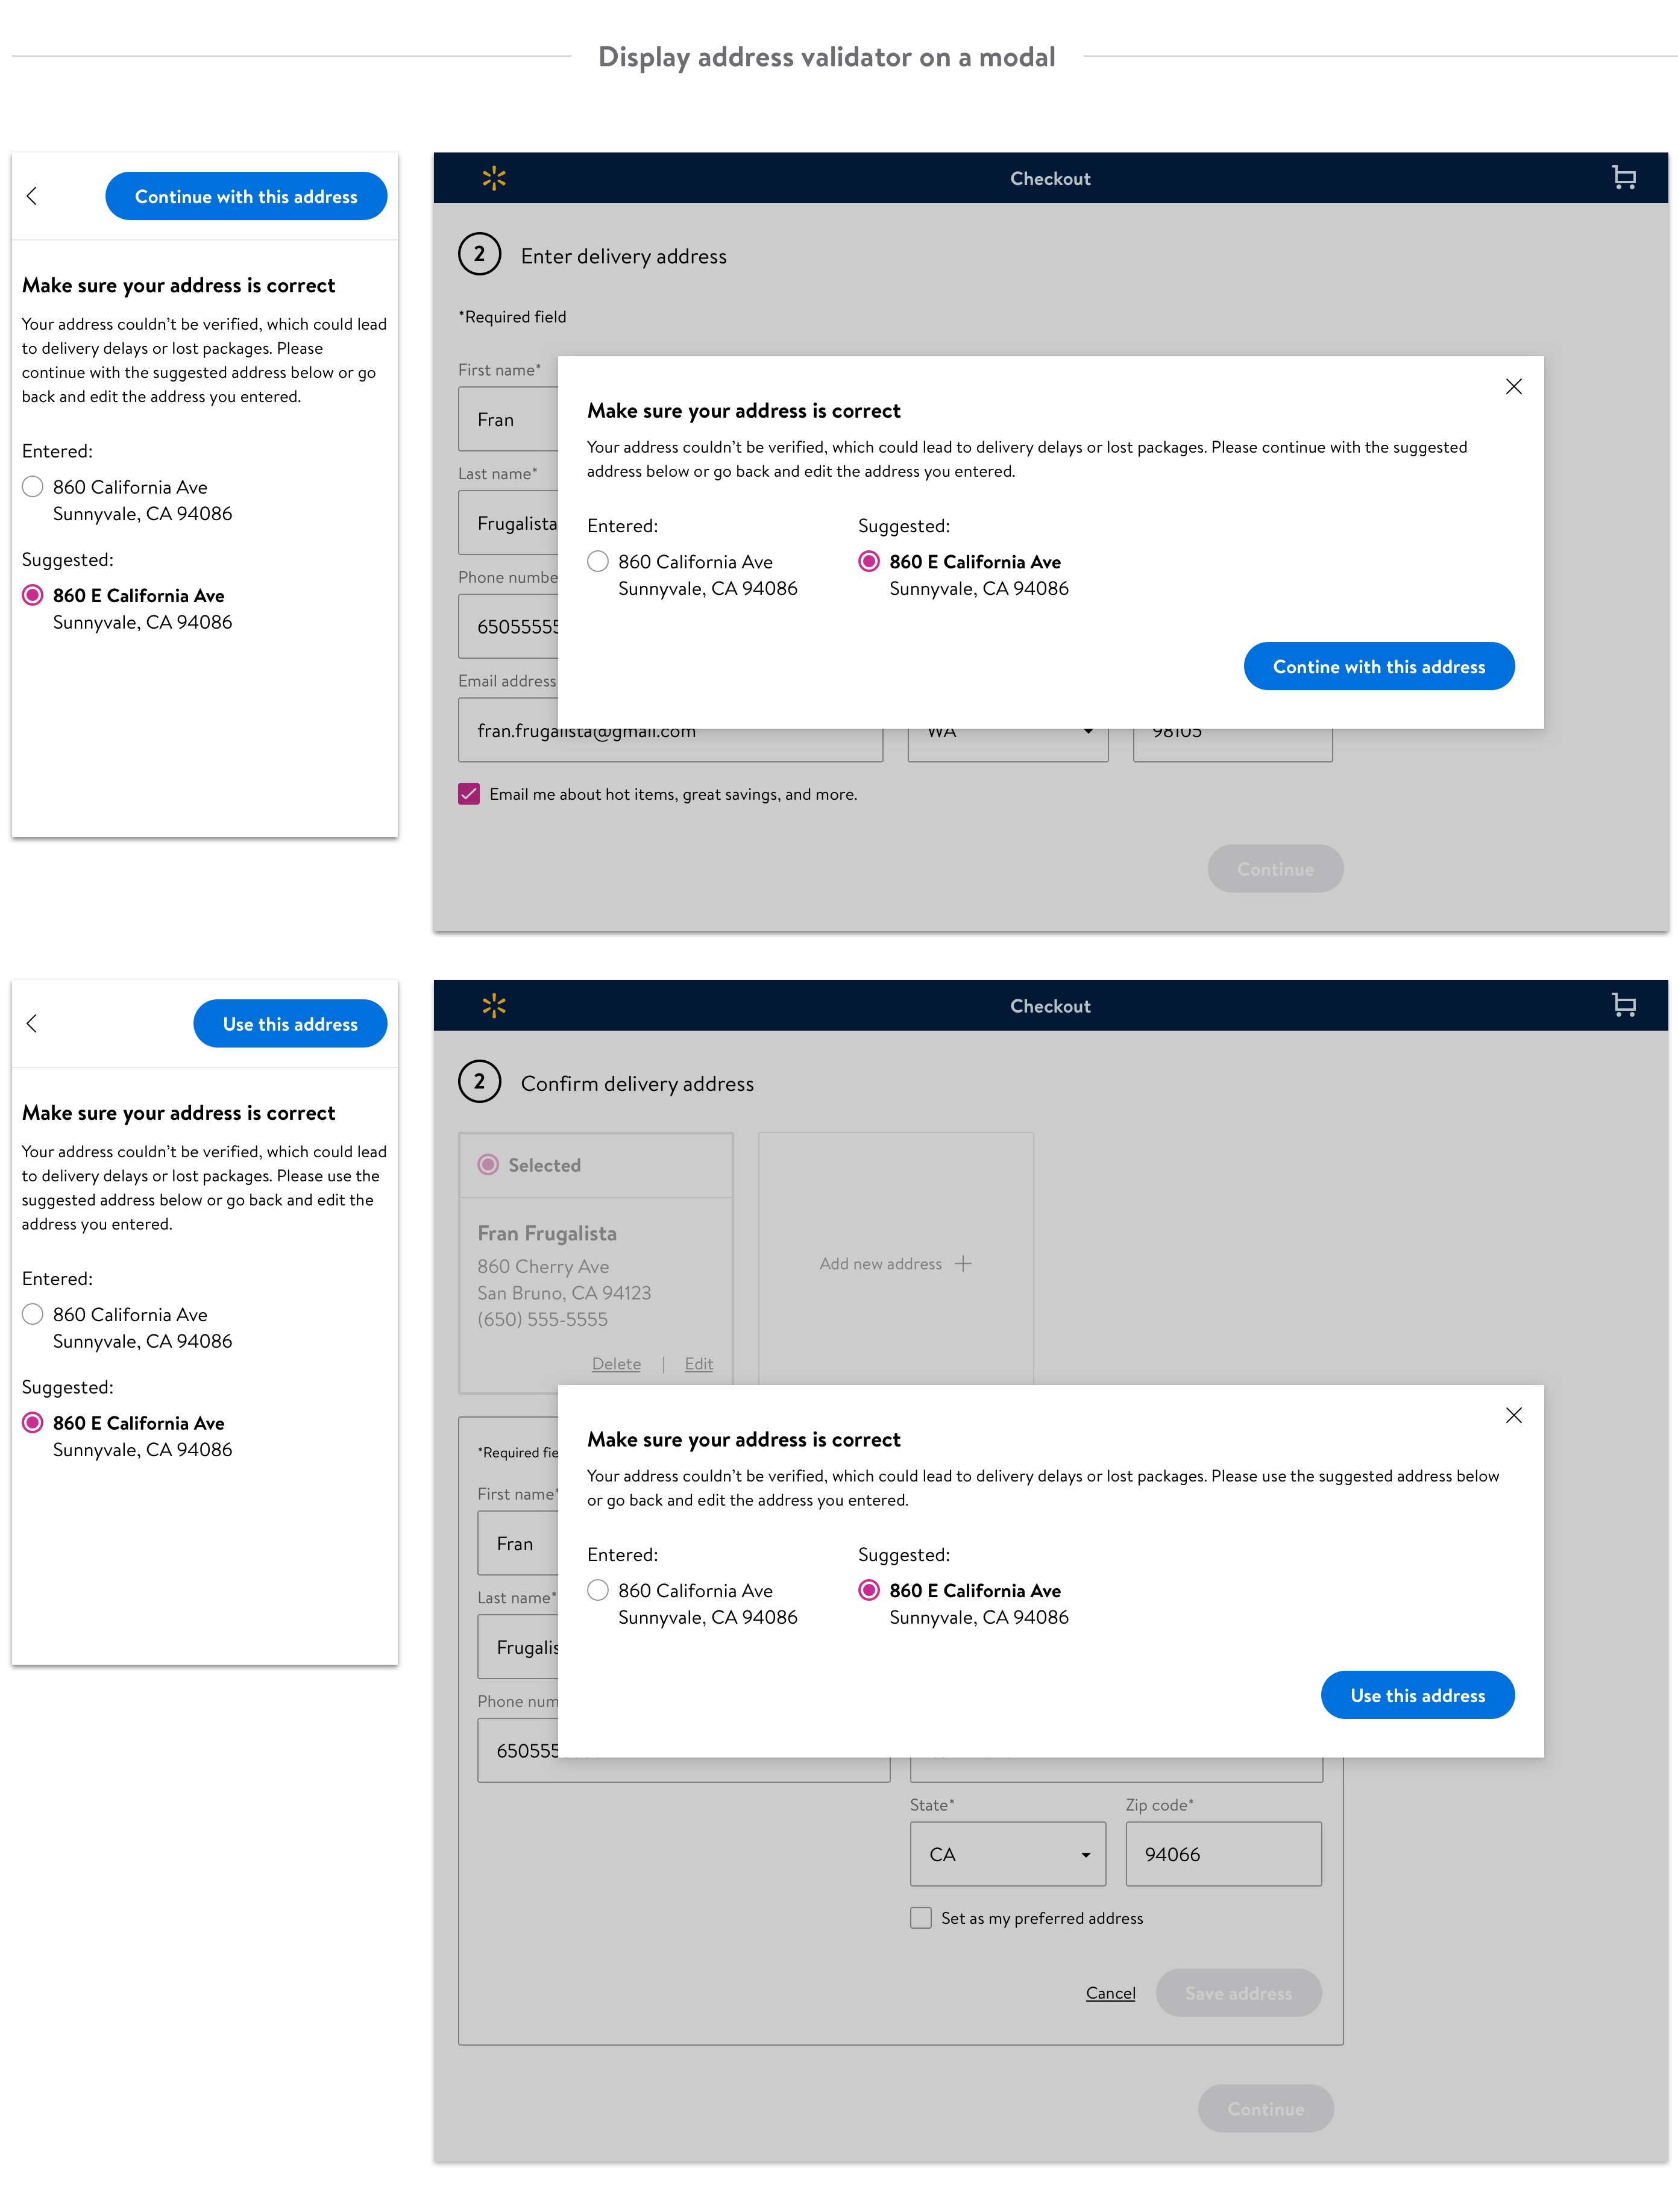 Display address validator on a modal
Continue with this address
Make sure your address is correct
Your address couldn't be verified, which could lead
to delivery delays or lost packages. Please
continue with the suggested address below or go
back and edit the address you entered.
Entered:
860 California Ave
Sunnyvale, CA 94086
Suggested:
860 E California Ave
Sunnyvale, CA 94086
Checkout
2 Enter delivery address
*Required field
First name*
Fran
Last name*
Frugalista
Phone numbe
65055555
Email address
fran.frugalista@gmail.com
WA
98105
Email me about hot items, great savings, and more.
Continue
Make sure your address is correct
Your address couldn't be verified, which could lead to delivery delays or lost packages. Please continue with the suggested
address below or go back and edit the address you entered.
Entered:
860 California Ave
Sunnyvale, CA 94086
Suggested:
860 E California Ave
Sunnyvale, CA 94086
Contine with this address
Use this address
Make sure your address is correct
Your address couldn't be verified, which could lead
to delivery delays or lost packages. Please use the
suggested address below or go back and edit the
address you entered.
Entered:
860 California Ave
Sunnyvale, CA 94086
Suggested:
860 E California Ave
Sunnyvale, CA 94086
Checkout
2 Confirm delivery address
Selected
Fran Frugalista
860 Cherry Ave
San Bruno, CA 94123
(650) 555-5555
Delete | Edit
Add new address
*Required fie
First name*
Fran
Last name*
Frugalis
Phone num
650555
Make sure your address is correct
Your address couldn't be verified, which could lead to delivery delays or lost packages. Please use the suggested address below
or go back and edit the address you entered.
Entered:
860 California Ave
Sunnyvale, CA 94086
Suggested:
860 E California Ave
Sunnyvale, CA 94086
Use this address
State*
CA
Zip code*
94066
Set as my preferred address
Cancel
Save address
Continue